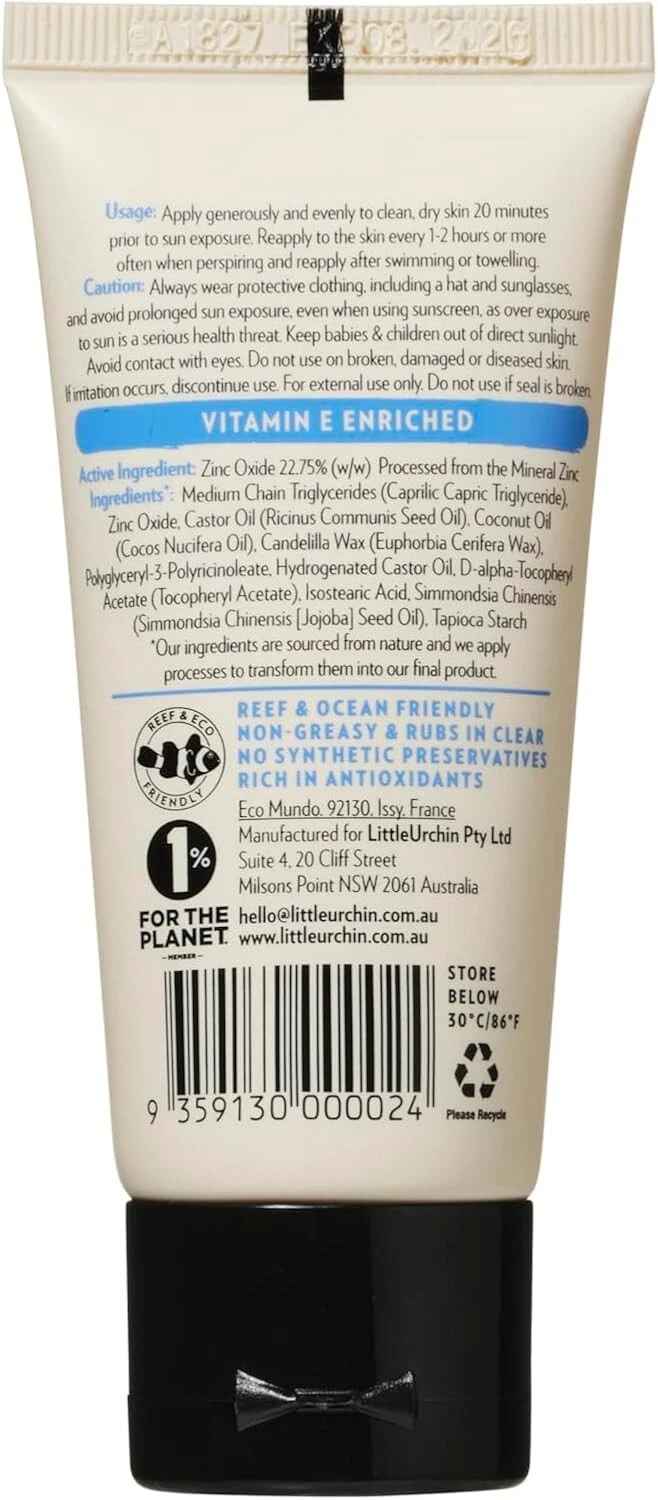 A1827 EXP 08. 2026
Usage: Apply generously and evenly to clean, dry skin 20 minutes
prior to sun exposure. Reapply to the skin every 1-2 hours or more
often when perspiring and reapply after swimming or towelling.
Caution: Always wear protective clothing, including a hat and sunglasses,
and avoid prolonged sun exposure, even when using sunscreen, as over exposure
to sun is a serious health threat. Keep babies & children out of direct sunlight.
Avoid contact with eyes. Do not use on broken, damaged or diseased skin.
If irritation occurs, discontinue use. For external use only. Do not use if seal is broken.
VITAMIN E ENRICHED
Active Ingredient: Zinc Oxide 22.75% (w/w) Processed from the Mineral Zinc
Ingredients*: Medium Chain Triglycerides (Caprilic Capric Triglyceride),
Zinc Oxide, Castor Oil (Ricinus Communis Seed Oil), Coconut Oil
(Cocos Nucifera Oil), Candelilla Wax (Euphorbia Cerifera Wax),
Polyglyceryl-3-Polyricinoleate, Hydrogenated Castor Oil, D-alpha-Tocopheryl
Acetate (Tocopheryl Acetate), Isostearic Acid, Simmondsia Chinensis
(Simmondsia Chinensis [Jojoba] Seed Oil), Tapioca Starch
*Our ingredients are sourced from nature and we apply
processes to transform them into our final product.
REEF & ECO
FRIENDLY
REEF & OCEAN FRIENDLY
NON-GREASY & RUBS IN CLEAR
NO SYNTHETIC PRESERVATIVES
RICH IN ANTIOXIDANTS
Eco Mundo. 92130. Issy. France
Manufactured for LittleUrchin Pty Ltd
Suite 4, 20 Cliff Street
Milsons Point NSW 2061 Australia
hello@littleurchin.com.au
www.littleurchin.com.au
1%
FOR THE
PLANET.
- MEMBER -
9 359130 000024
STORE
BELOW
30°C/86°F
Please Recycle